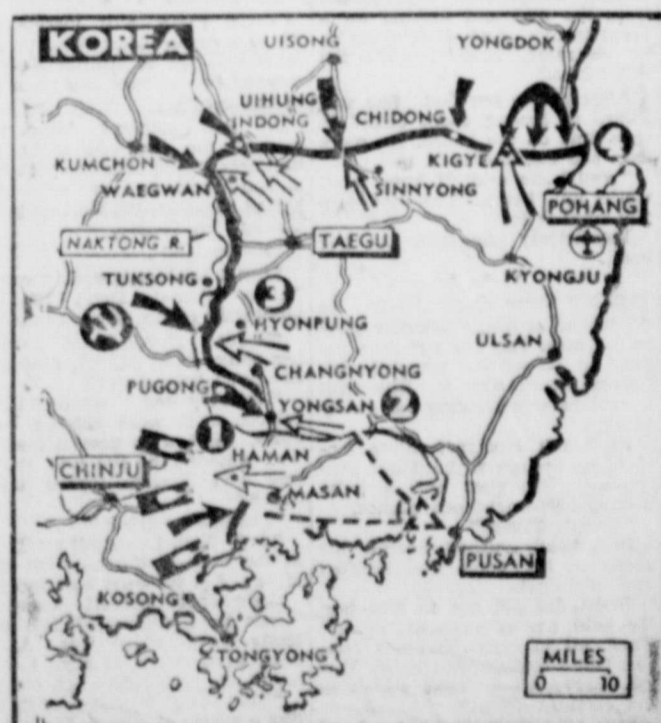 KOREA
UISONG
YONGDOK
UIHUNG
INDONG
CHIDONG
KUMCHON
WAEGWAN
KIGYE
4
SINNYONG
POHANG
NAKTONG R.
TAEGU
TUKSONG
KYONGJU
3
HYONPUNG
ULSAN
CHANGNYONG
PUGONG
YONGSAN
2
1
HAMAN
CHINJU
MASAN
PUSAN
KOSONG
TONGYONG
MILES
0 10